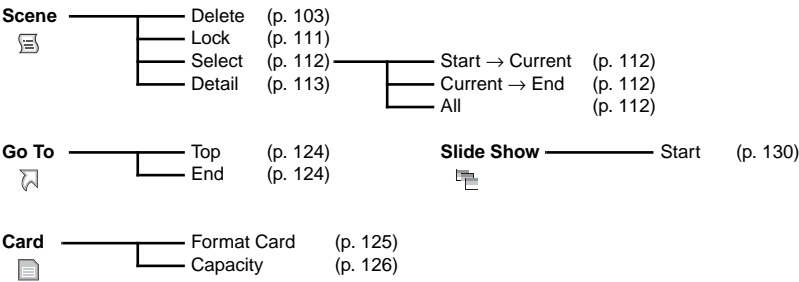 Scene Delete (p. 103)
Lock (p. 111)
Select (p. 112) Start → Current (p. 112)
Detail (p. 113) Current → End (p. 112)
All (p. 112)
Go To Top (p. 124) Slide Show Start (p. 130)
End (p. 124)
Card Format Card (p. 125)
Capacity (p. 126)